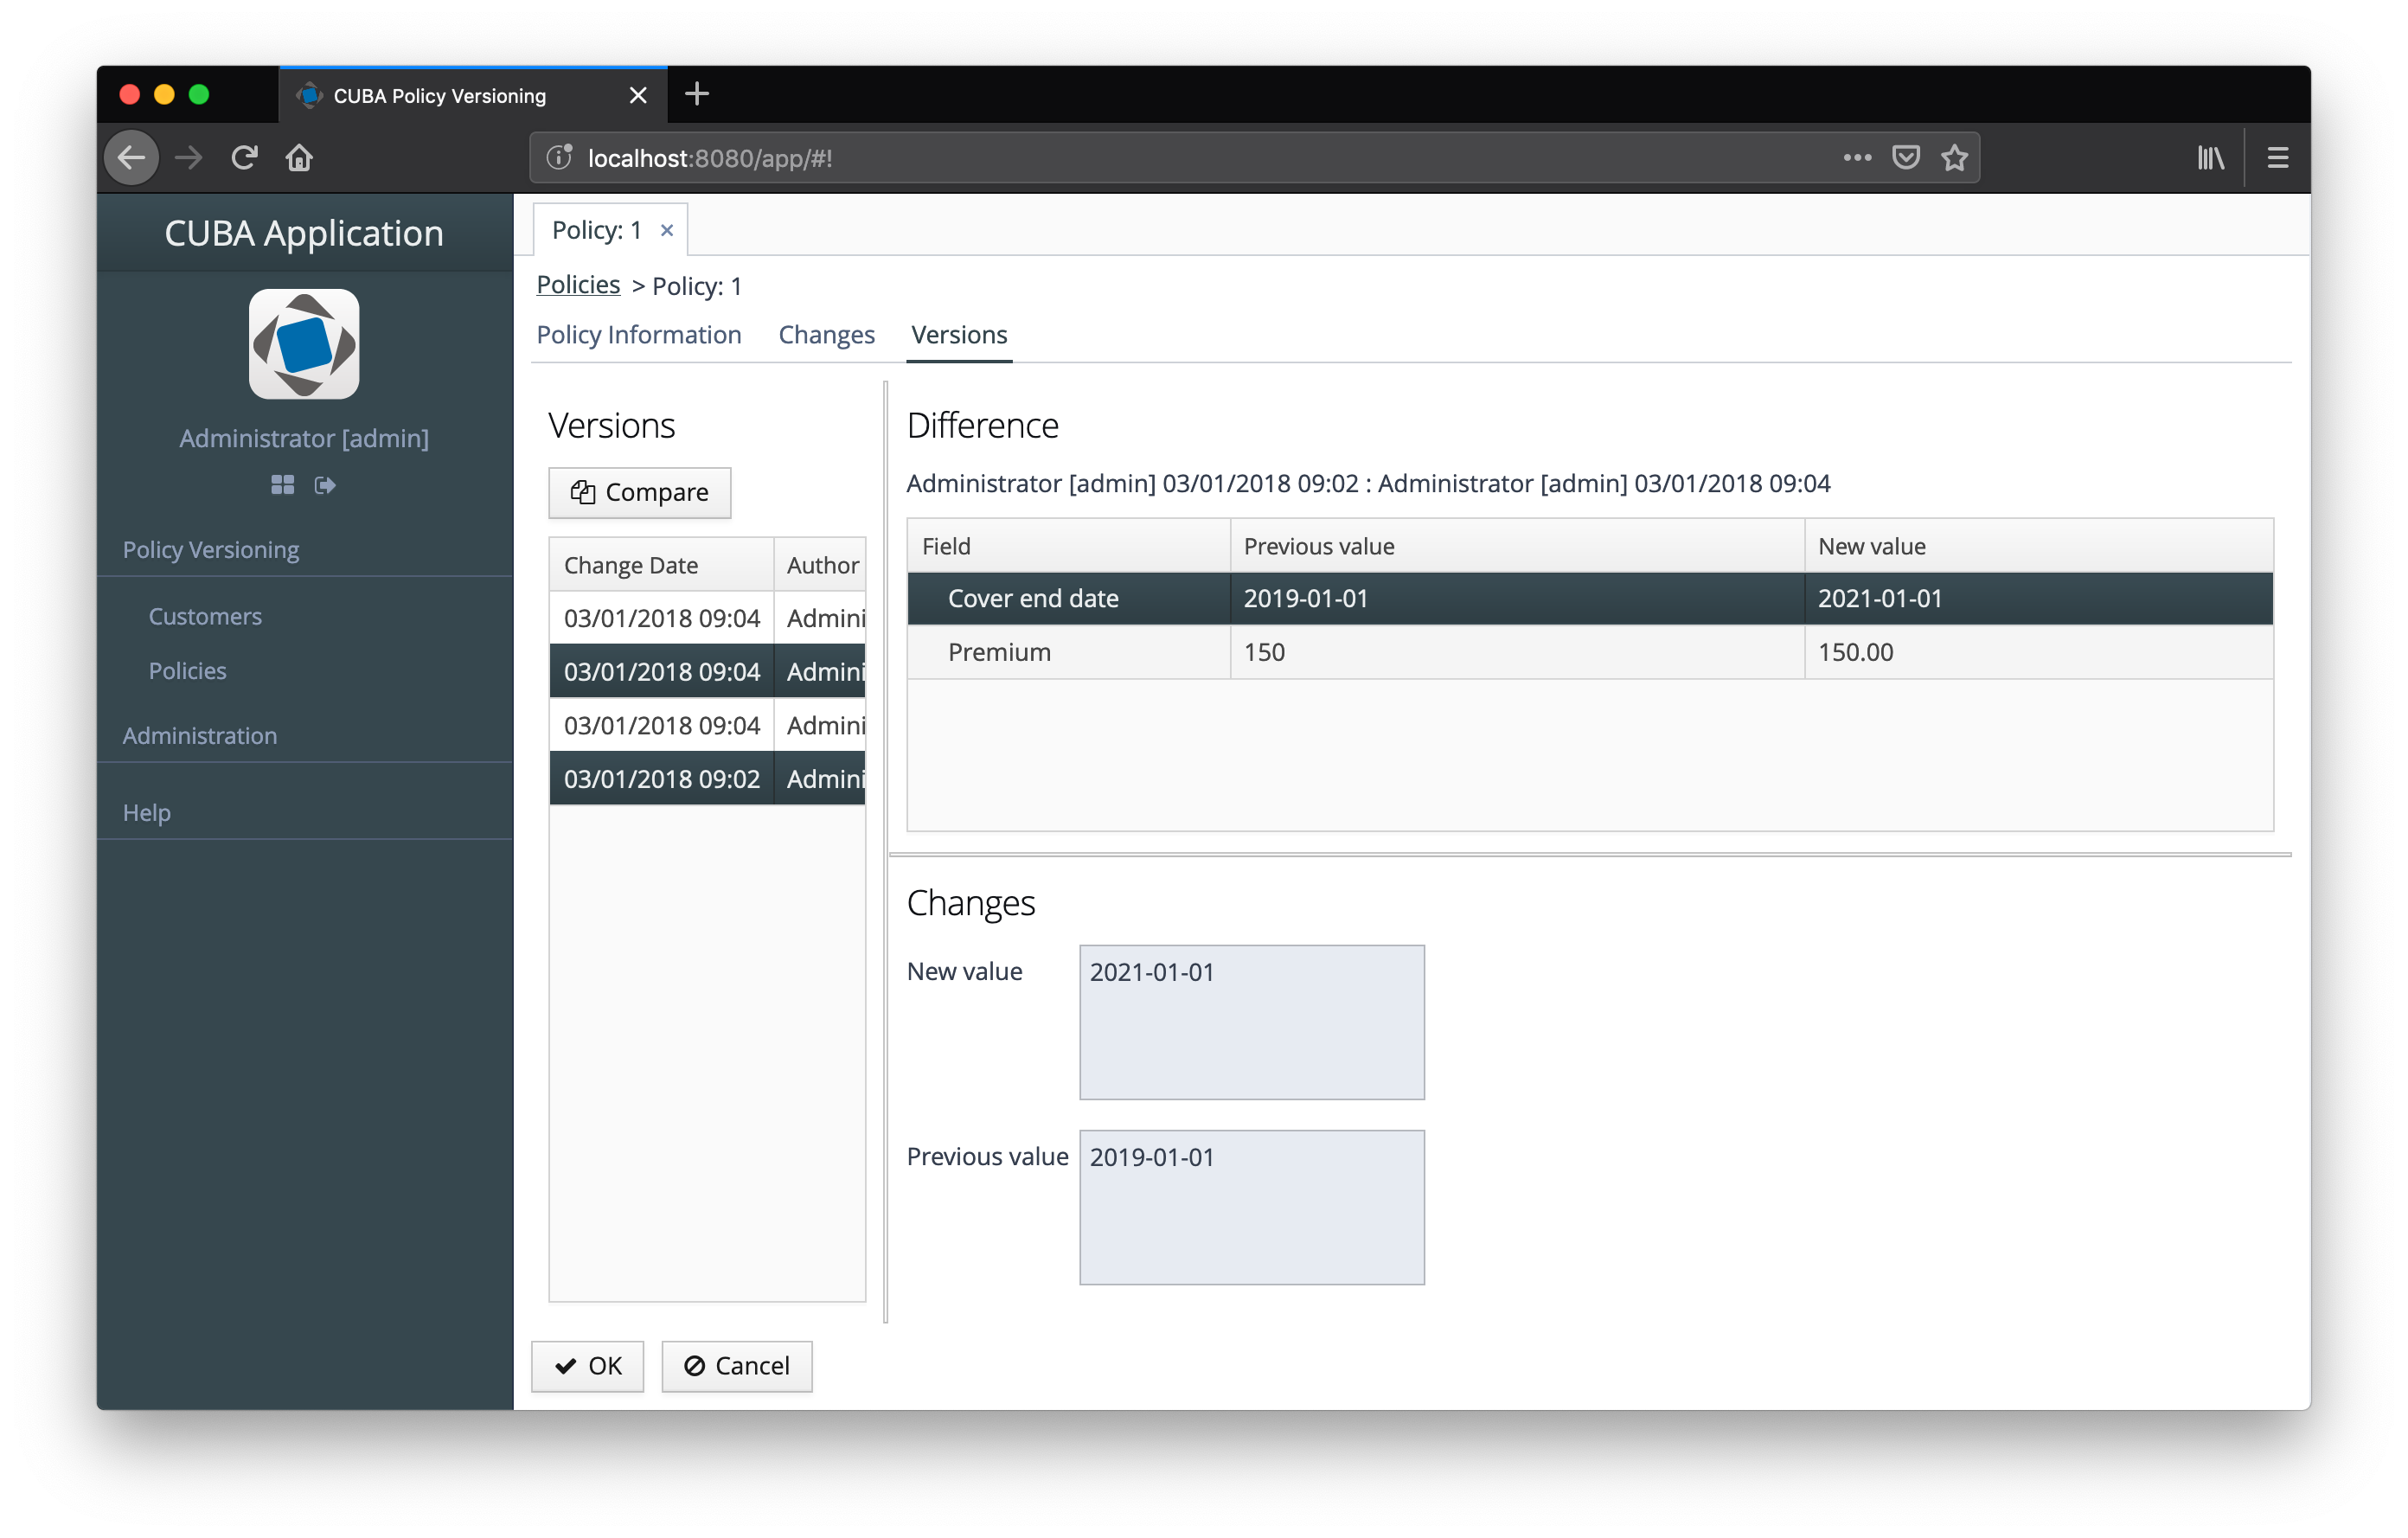 CUBA Policy Versioning
localhost:8080/app/#!
CUBA Application
Administrator [admin]
Policy Versioning
Customers
Policies
Administration
Help
Policy: 1
Policies > Policy: 1
Policy Information Changes Versions
Versions
Compare
Change Date Author
03/01/2018 09:04 Admini
03/01/2018 09:04 Admini
03/01/2018 09:04 Admini
03/01/2018 09:02 Admini
Difference
Administrator [admin] 03/01/2018 09:02 : Administrator [admin] 03/01/2018 09:04
Field Previous value New value
Cover end date 2019-01-01 2021-01-01
Premium 150 150.00
Changes
New value 2021-01-01
Previous value 2019-01-01
OK Cancel